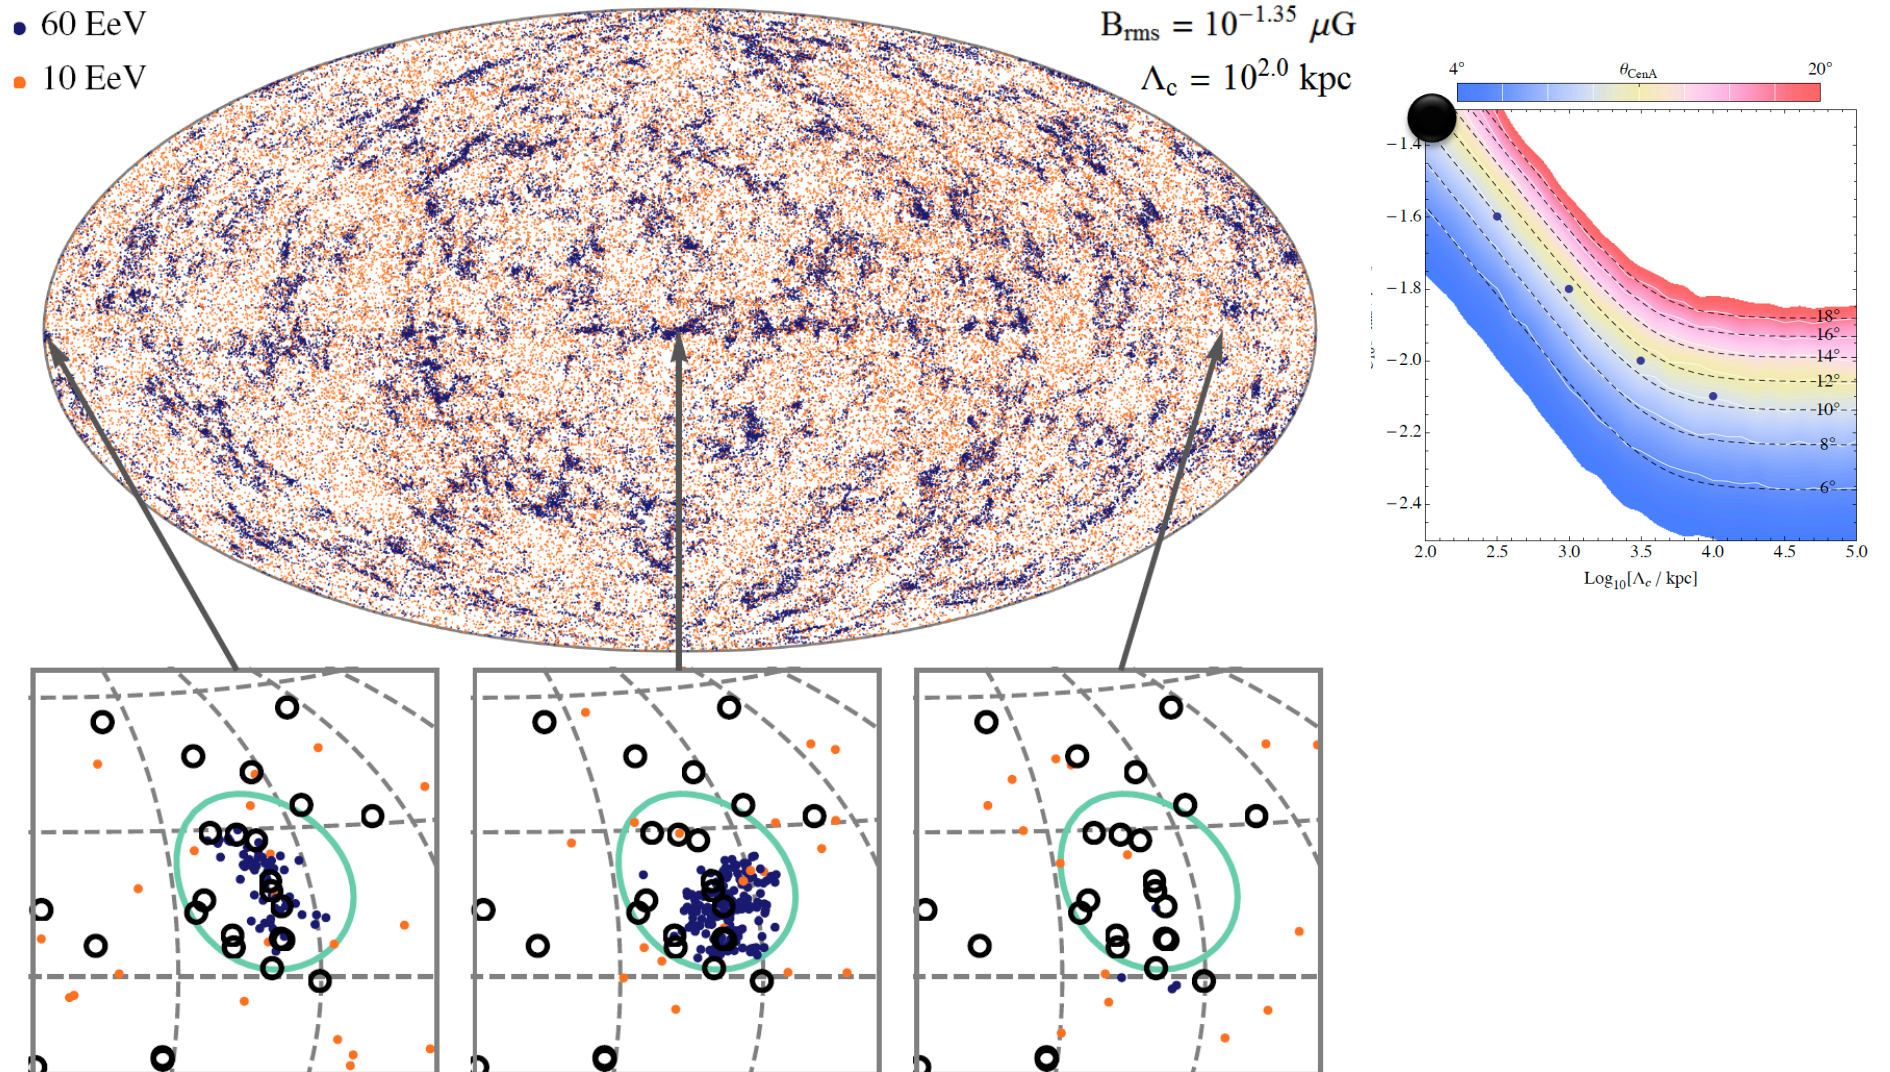 60 EeV
10 EeV
B_rms = 10^−1.35 μG
Λ_c = 10^2.0 kpc
4° θ_CenA 20°
−1.4
−1.6
−1.8
−2.0
−2.2
−2.4
18°
16°
14°
12°
10°
8°
6°
2.0 2.5 3.0 3.5 4.0 4.5 5.0
Log₁₀[Λ_c / kpc]